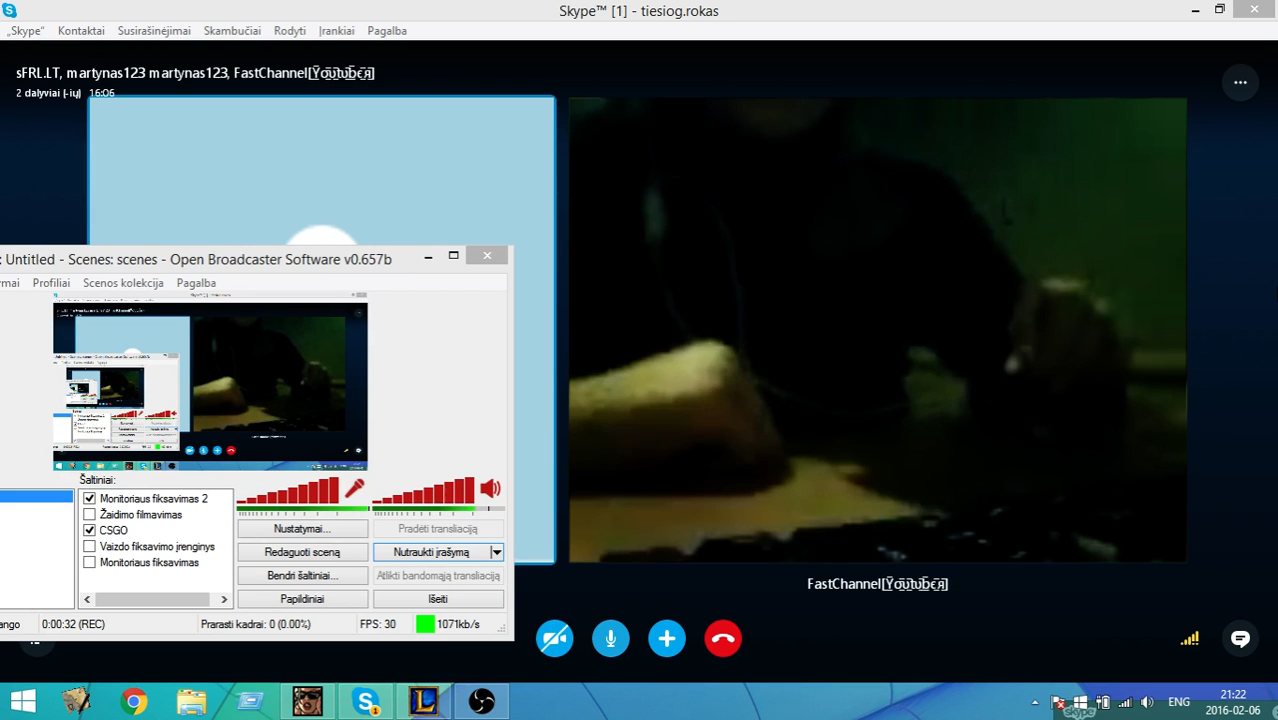 Skype™ [1] - tiesiog.rokas
„Skype" Kontaktai Susirašinėjimai Skambučiai Rodyti Įrankiai Pagalba
sFRL.LT, martynas123 martynas123, FastChannel[Y̅o̅u̅t̅u̅b̅є̅я̅]
2 dalyviai (-ių) 16:06
: Untitled - Scenes: scenes - Open Broadcaster Software v0.657b
Profiliai Scenos kolekcija Pagalba
Šaltiniai:
Monitoriaus fiksavimas 2
Žaidimo filmavimas
CSGO
Vaizdo fiksavimo įrenginys
Monitoriaus fiksavimas
Nustatymai... Pradėti transliaciją
Redaguoti sceną Nutraukti įrašymą
Bendri šaltiniai... Atlikti bandomąją transliaciją
Papildiniai Išeiti
0:00:32 (REC) Prarasti kadrai: 0 (0.00%) FPS: 30 1071kb/s
FastChannel[Y̅o̅u̅t̅u̅b̅є̅я̅]
ENG
21:22
2016-02-06